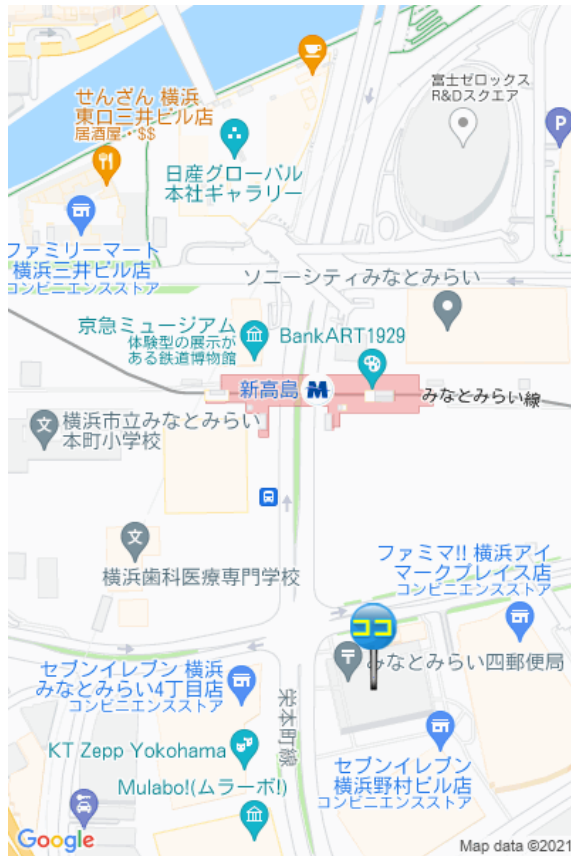 富士ゼロックス
R&Dスクエア
せんざん 横浜
東口三井ビル店
居酒屋・$$
P
日産グローバル
本社ギャラリー
ファミリーマート
横浜三井ビル店
コンビニエンスストア
ソニーシティみなとみらい
京急ミュージアム
体験型の展示が
ある鉄道博物館
BankART1929
新高島
みなとみらい線
文
横浜市立みなとみらい
本町小学校
文
横浜歯科医療専門学校
ファミマ!! 横浜アイ
マークプレイス店
コンビニエンスストア
ココ
みなとみらい四郵便局
セブンイレブン 横浜
みなとみらい4丁目店
コンビニエンスストア
栄本町線
KT Zepp Yokohama
セブンイレブン
横浜野村ビル店
コンビニエンスストア
Mulabo!(ムラーボ!)
Google
Map data ©2021